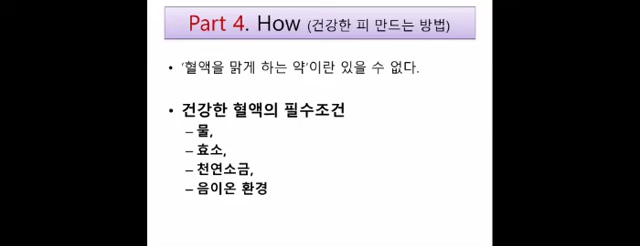 Part 4. How (건강한 피 만드는 방법)
• '혈액을 맑게 하는 약'이란 있을 수 없다.
• 건강한 혈액의 필수조건
– 물,
– 효소,
– 천연소금,
– 음이온 환경